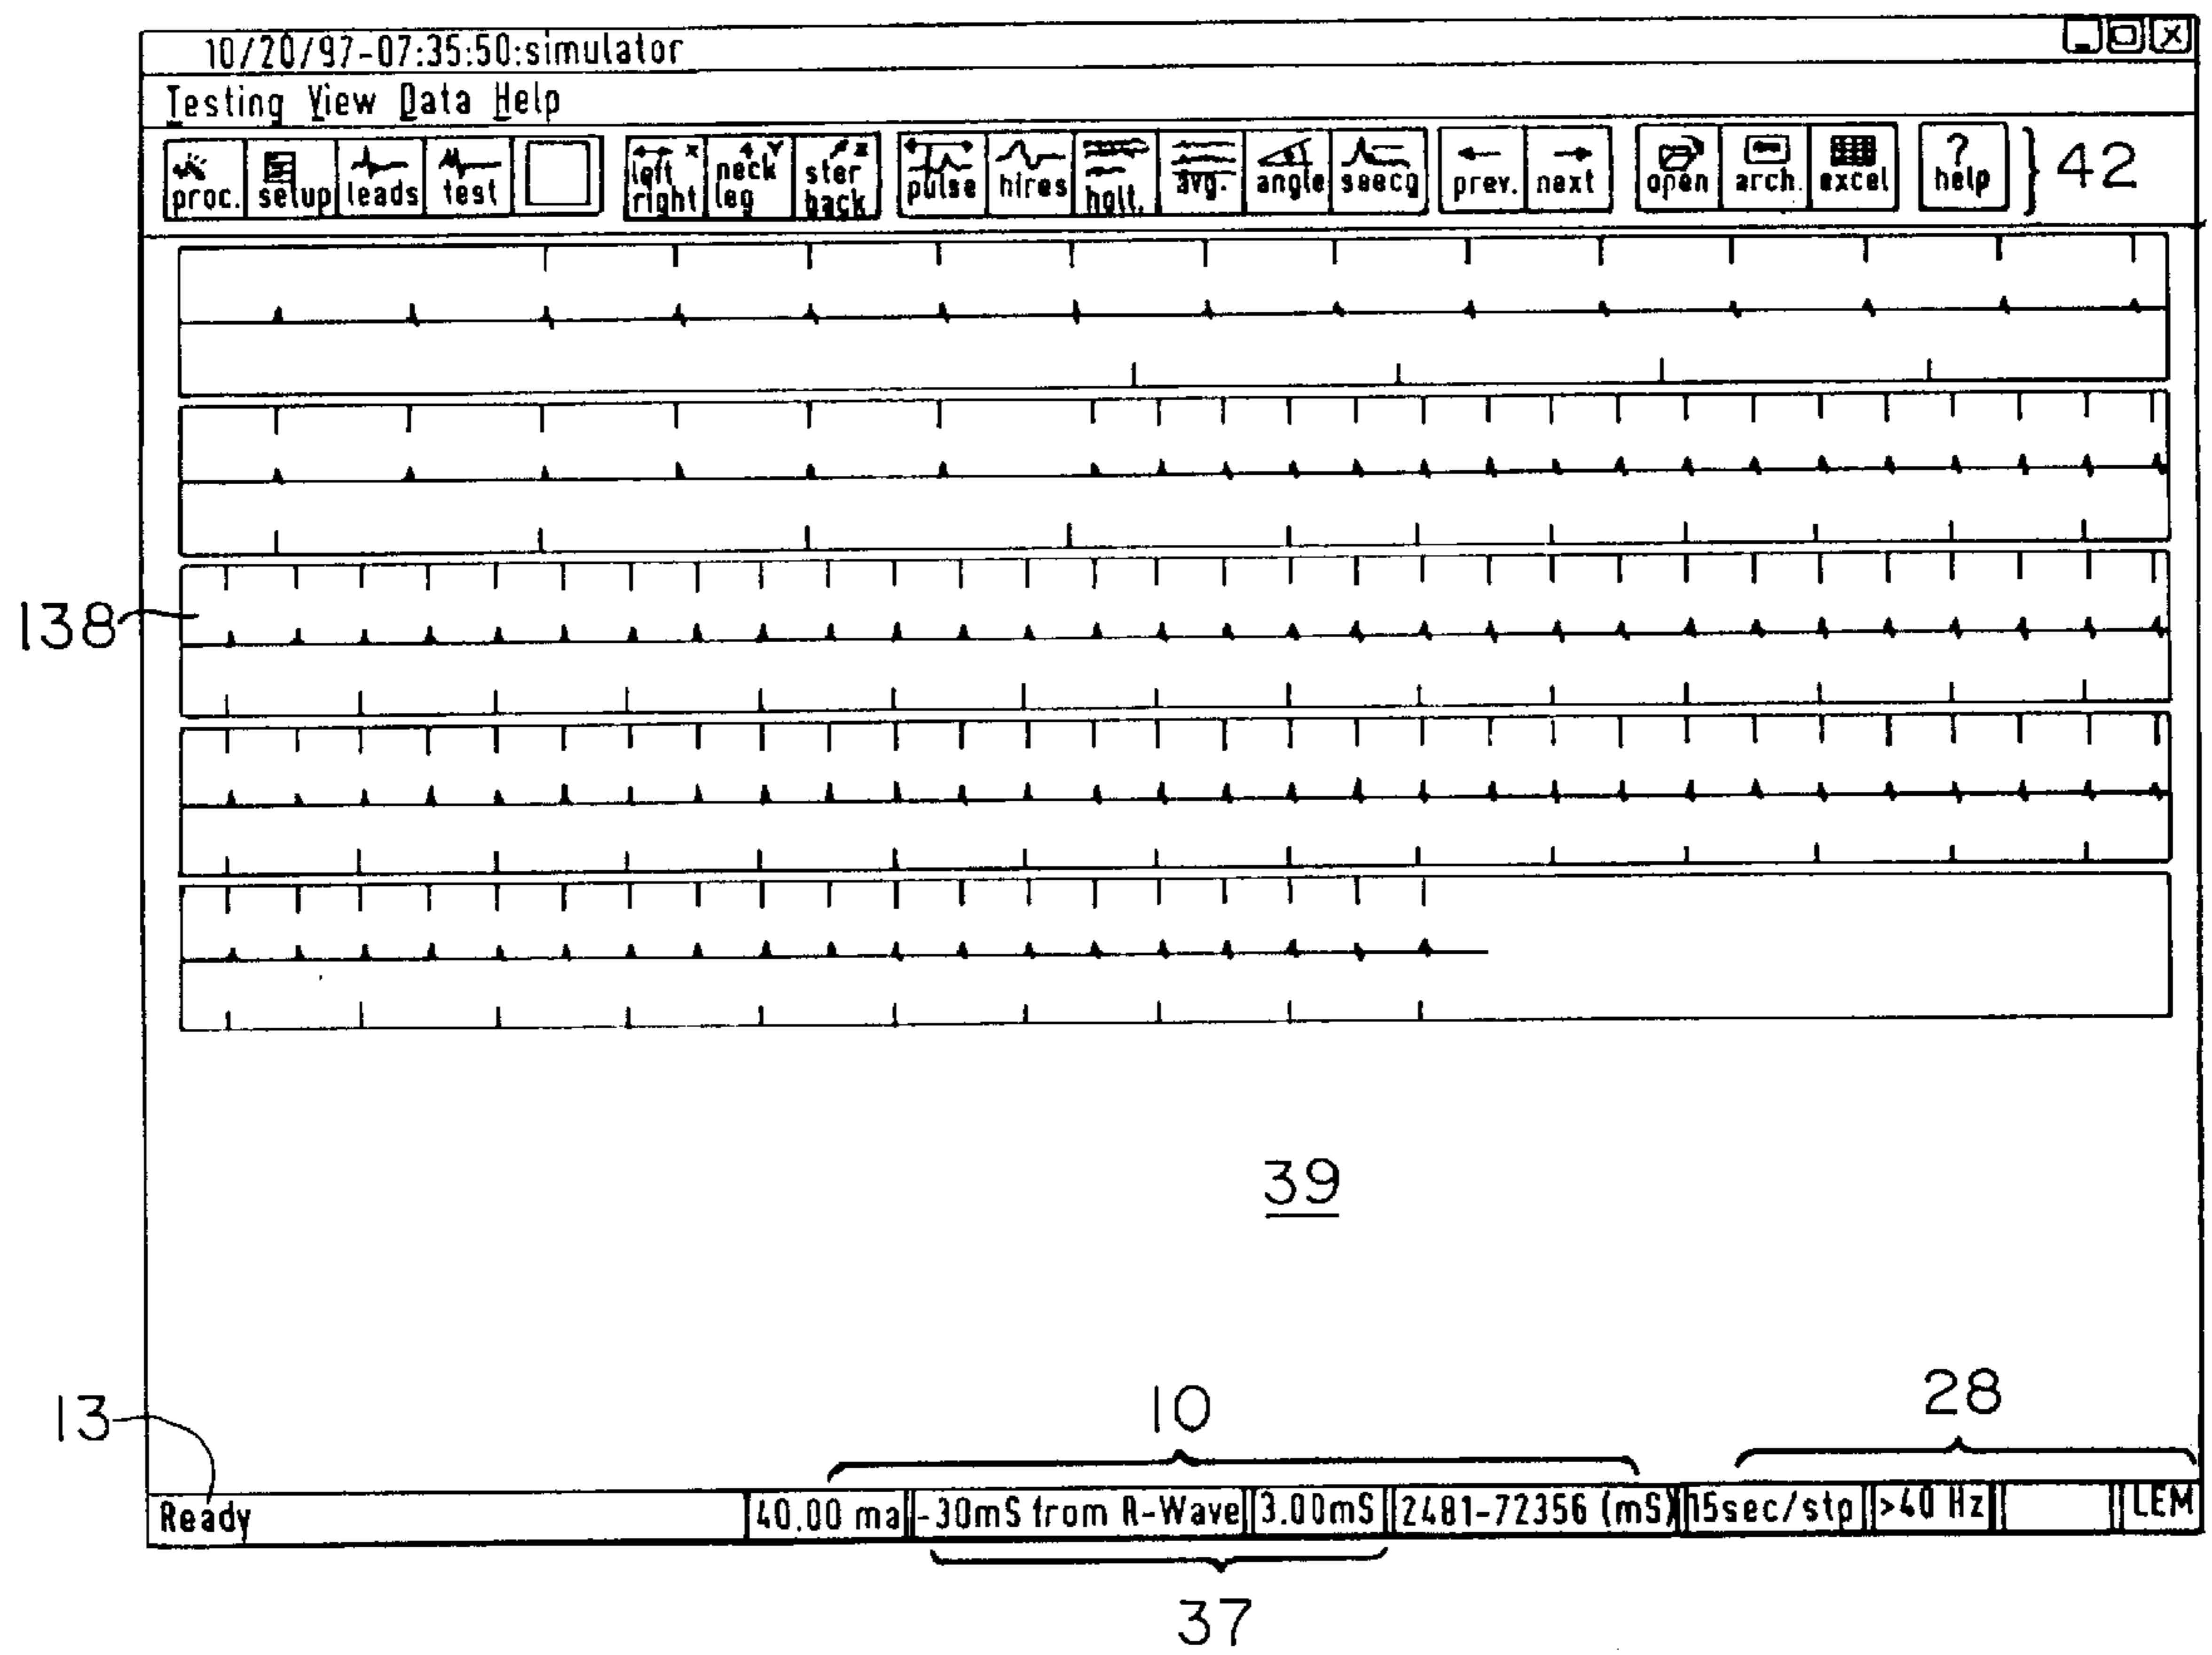 10/20/97-07:35:50:simulator
Testing View Data Help
proc. setup leads test left x right neck Y leg ster z back pulse hires holt. avg. angle saecg prev. next open arch. excel ? help 42
138
39
13 10 28
Ready 40.00 ma -30mS from R-Wave 3.00mS 2481-72356 (mS) 15sec/stp >40 Hz LEM
37